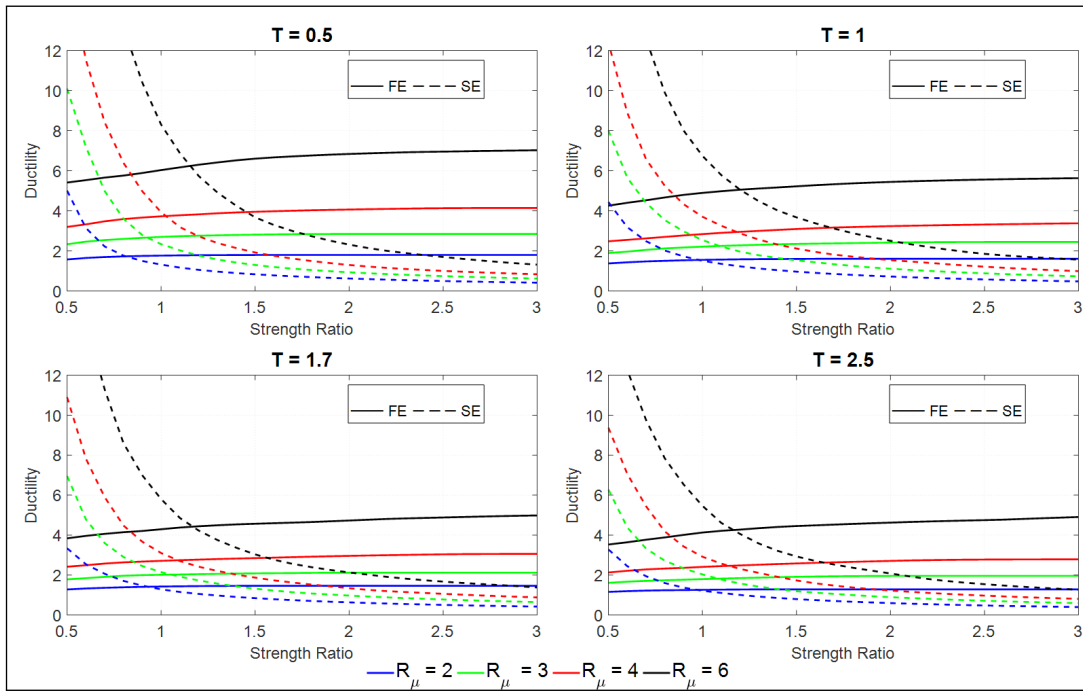 T = 0.5
12
10
8
6
4
2
0
Ductility
0.5 1 1.5 2 2.5 3
Strength Ratio
FE SE
T = 1
12
10
8
6
4
2
0
Ductility
0.5 1 1.5 2 2.5 3
Strength Ratio
FE SE
T = 1.7
12
10
8
6
4
2
0
Ductility
0.5 1 1.5 2 2.5 3
Strength Ratio
FE SE
T = 2.5
12
10
8
6
4
2
0
Ductility
0.5 1 1.5 2 2.5 3
Strength Ratio
FE SE
R_μ = 2 R_μ = 3 R_μ = 4 R_μ = 6